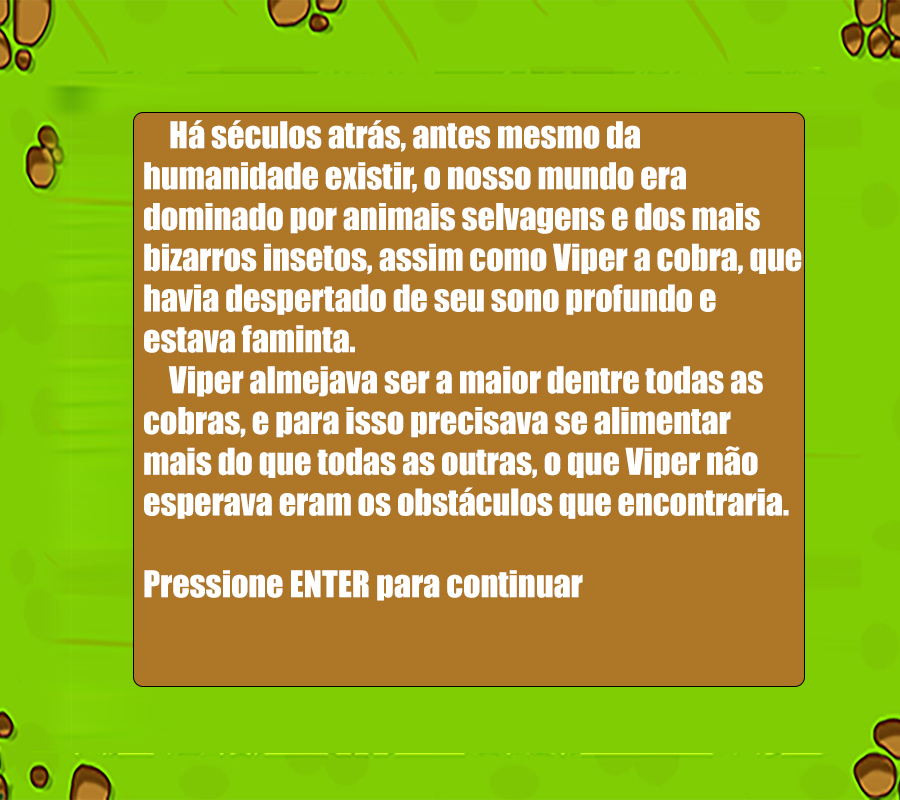 Há séculos atrás, antes mesmo da
humanidade existir, o nosso mundo era
dominado por animais selvagens e dos mais
bizarros insetos, assim como Viper a cobra, que
havia despertado de seu sono profundo e
estava faminta.
Viper almejava ser a maior dentre todas as
cobras, e para isso precisava se alimentar
mais do que todas as outras, o que Viper não
esperava eram os obstáculos que encontraria.
Pressione ENTER para continuar